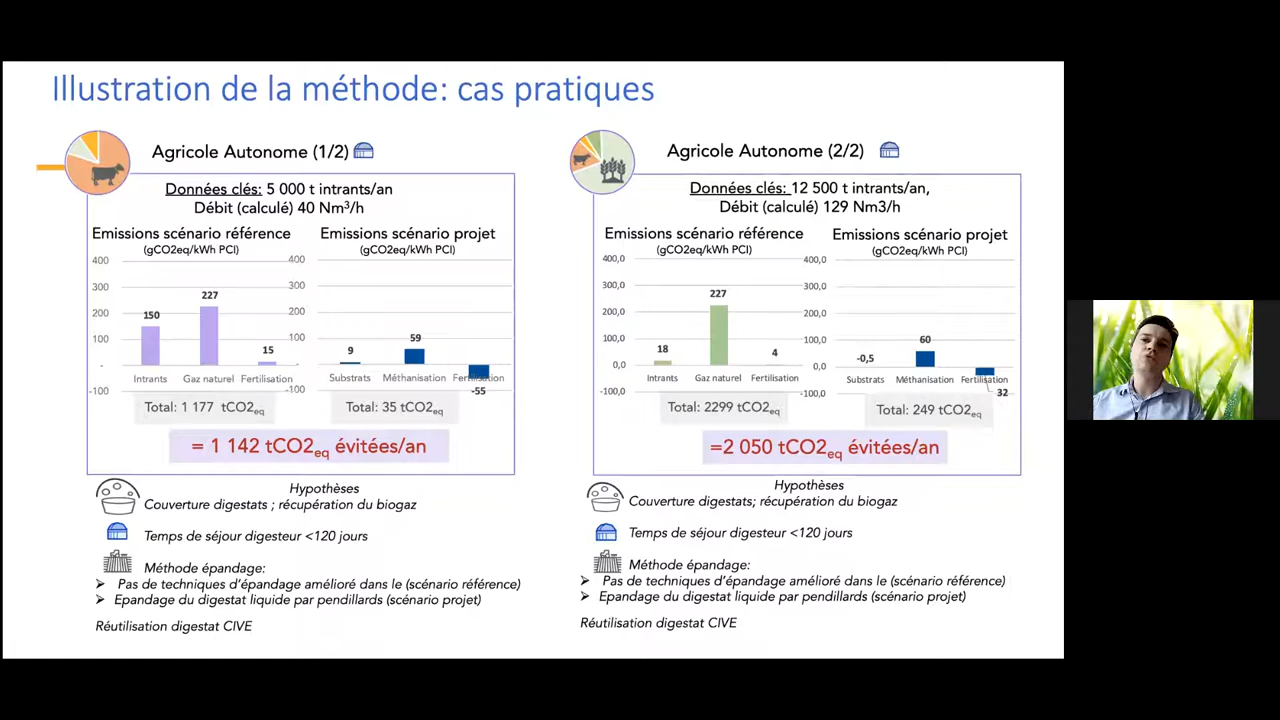 Illustration de la méthode: cas pratiques
Agricole Autonome (1/2)
Données clés: 5 000 t intrants/an
Débit (calculé) 40 Nm³/h
Emissions scénario référence
(gCO2eq/kWh PCI)
400
300
200
100
-
-100
150
227
15
Intrants
Gaz naturel
Fertilisation
Total: 1 177 tCO2eq
Emissions scénario projet
(gCO2eq/kWh PCI)
400
300
200
100
-
-100
9
59
-55
Substrats
Méthanisation
Fertilisation
Total: 35 tCO2eq
= 1 142 tCO2eq évitées/an
Hypothèses
Couverture digestats ; récupération du biogaz
Temps de séjour digesteur <120 jours
Méthode épandage:
➢ Pas de techniques d'épandage amélioré dans le (scénario référence)
➢ Epandage du digestat liquide par pendillards (scénario projet)
Réutilisation digestat CIVE
Agricole Autonome (2/2)
Données clés: 12 500 t intrants/an,
Débit (calculé) 129 Nm3/h
Emissions scénario référence
(gCO2eq/kWh PCI)
400,0
300,0
200,0
100,0
0,0
-100,0
18
227
4
Intrants
Gaz naturel
Fertilisation
Total: 2299 tCO2eq
Emissions scénario projet
(gCO2eq/kWh PCI)
400,0
300,0
200,0
100,0
0,0
-100,0
-0,5
60
32
Substrats
Méthanisation
Fertilisation
Total: 249 tCO2eq
=2 050 tCO2eq évitées/an
Hypothèses
Couverture digestats; récupération du biogaz
Temps de séjour digesteur <120 jours
Méthode épandage:
➢ Pas de techniques d'épandage amélioré dans le (scénario référence)
➢ Epandage du digestat liquide par pendillards (scénario projet)
Réutilisation digestat CIVE